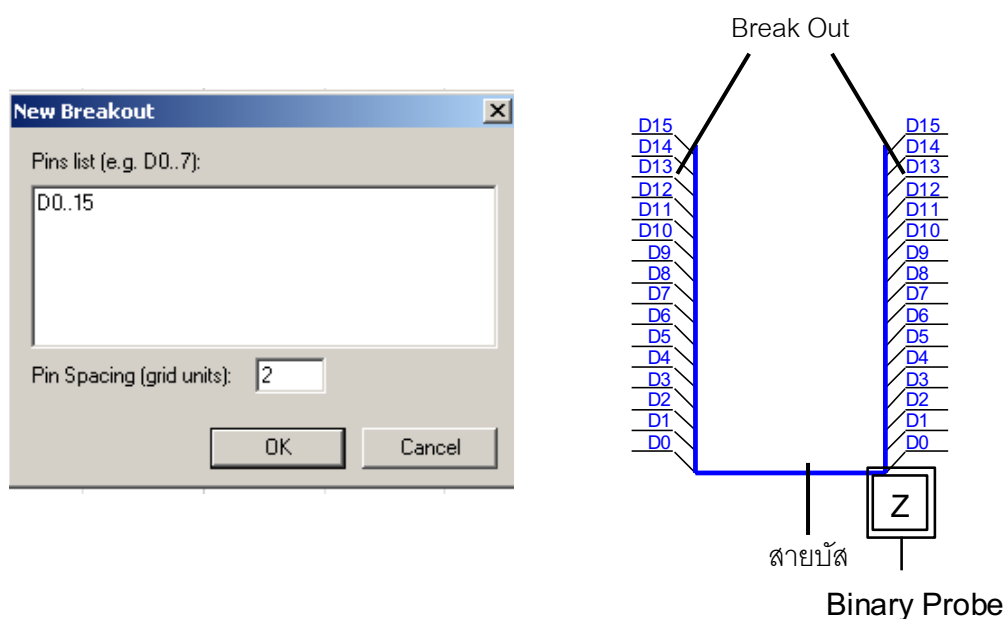 New Breakout
Pins list (e.g. D0..7):
D0..15
Pin Spacing (grid units): 2
OK Cancel
Break Out
D15 D15
D14 D14
D13 D13
D12 D12
D11 D11
D10 D10
D9 D9
D8 D8
D7 D7
D6 D6
D5 D5
D4 D4
D3 D3
D2 D2
D1 D1
D0 D0
Z
สายบัส
Binary Probe